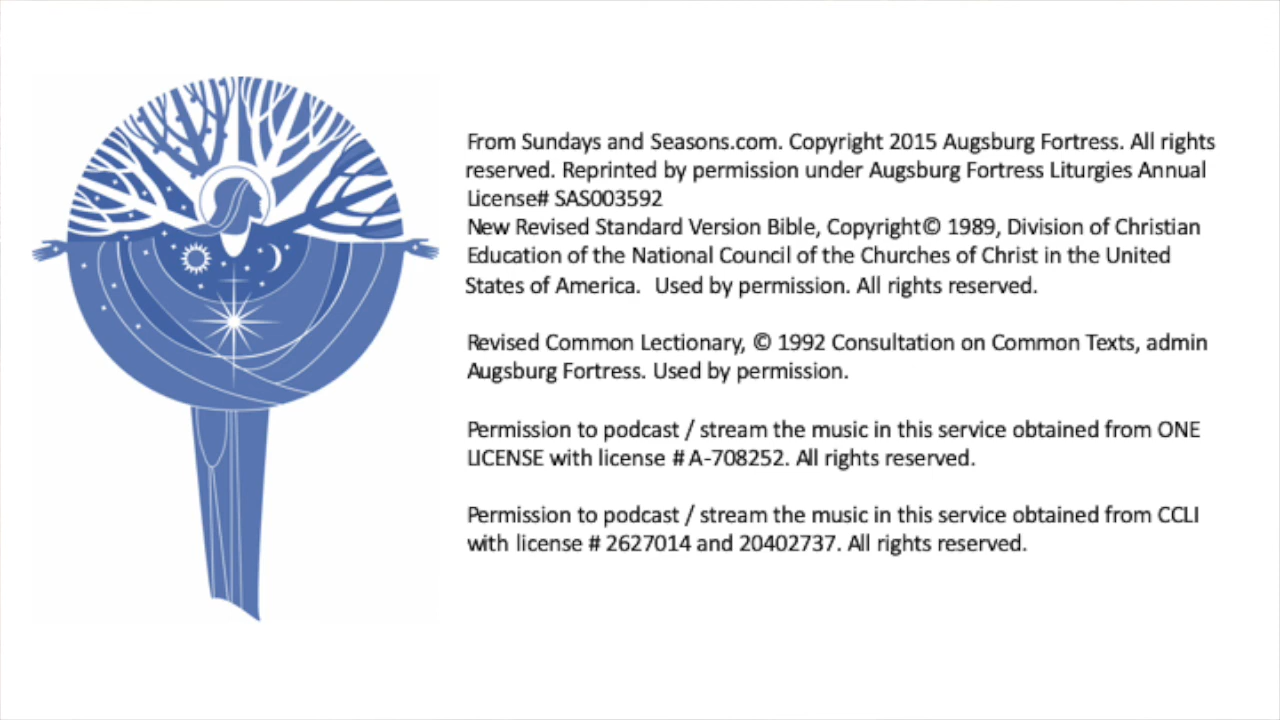 From Sundays and Seasons.com. Copyright 2015 Augsburg Fortress. All rights
reserved. Reprinted by permission under Augsburg Fortress Liturgies Annual
License# SAS003592
New Revised Standard Version Bible, Copyright© 1989, Division of Christian
Education of the National Council of the Churches of Christ in the United
States of America. Used by permission. All rights reserved.
Revised Common Lectionary, © 1992 Consultation on Common Texts, admin
Augsburg Fortress. Used by permission.
Permission to podcast / stream the music in this service obtained from ONE
LICENSE with license # A-708252. All rights reserved.
Permission to podcast / stream the music in this service obtained from CCLI
with license # 2627014 and 20402737. All rights reserved.